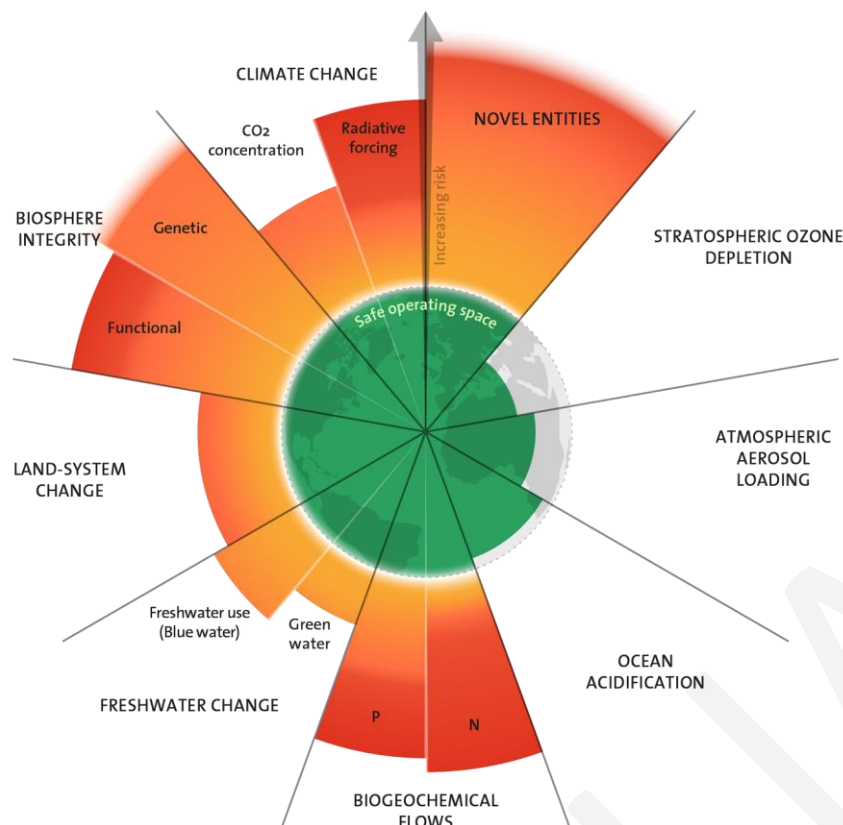 CLIMATE CHANGE
CO2
concentration
Radiative
forcing
Increasing risk
NOVEL ENTITIES
STRATOSPHERIC OZONE
DEPLETION
ATMOSPHERIC
AEROSOL
LOADING
OCEAN
ACIDIFICATION
BIOGEOCHEMICAL
FLOWS
P
N
FRESHWATER CHANGE
Freshwater use
(Blue water)
Green
water
LAND-SYSTEM
CHANGE
BIOSPHERE
INTEGRITY
Genetic
Functional
Safe operating space